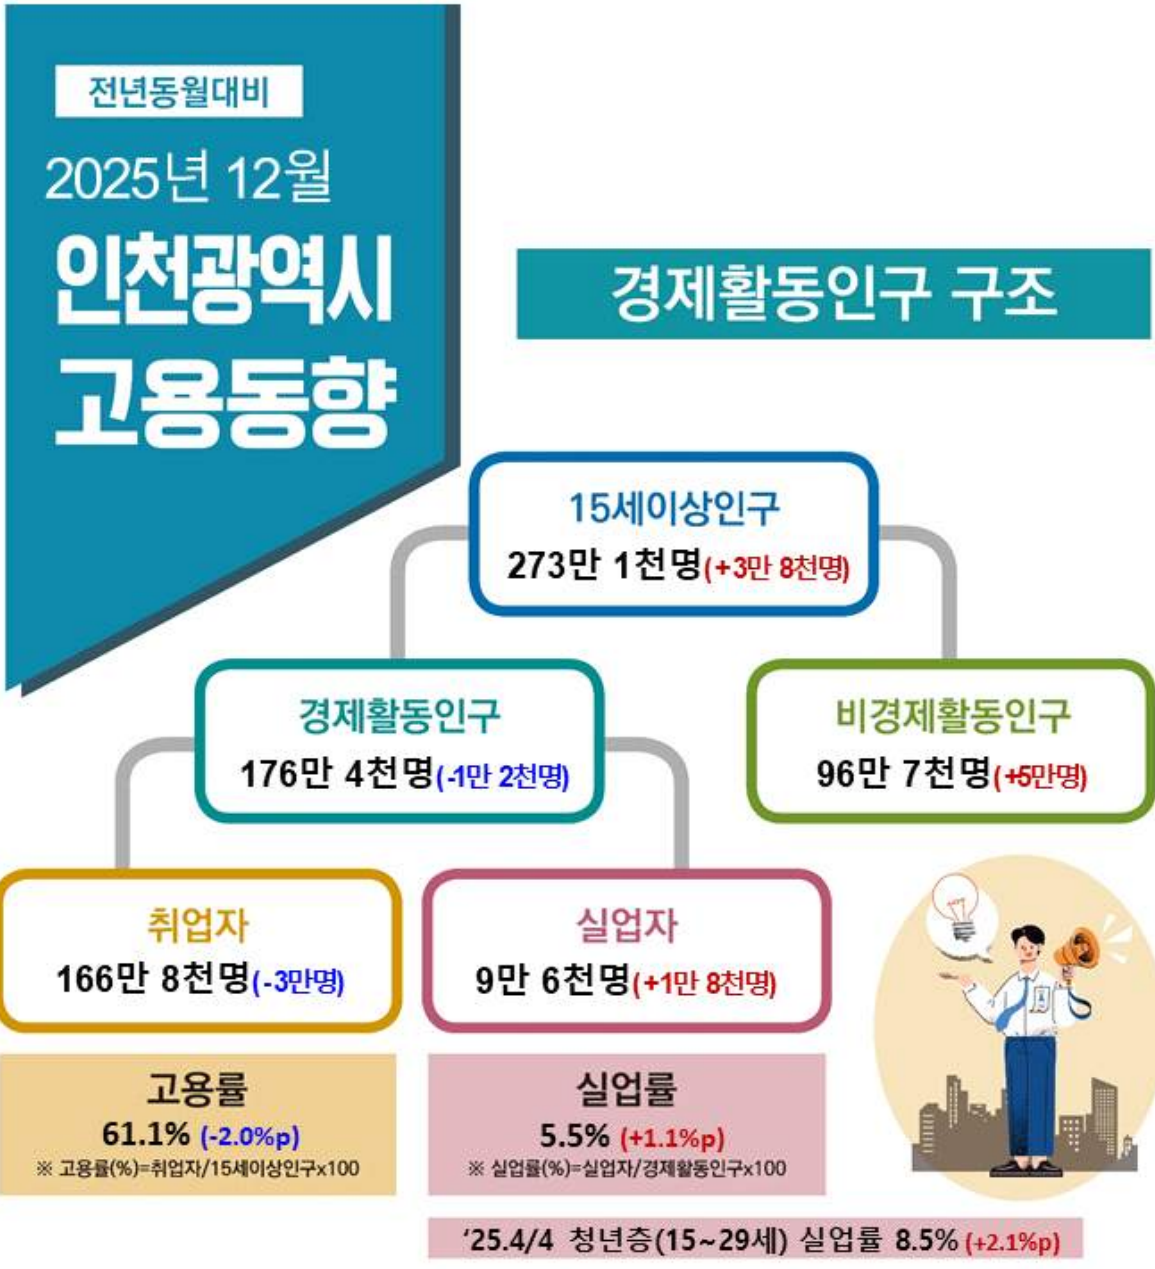 전년동월대비
2025년 12월
인천광역시
고용동향
경제활동인구 구조
15세이상인구
273만 1천명(+3만 8천명)
경제활동인구
176만 4천명(-1만 2천명)
비경제활동인구
96만 7천명(+5만명)
취업자
166만 8천명(-3만명)
실업자
9만 6천명(+1만 8천명)
고용률
61.1% (-2.0%p)
※ 고용률(%)=취업자/15세이상인구x100
실업률
5.5% (+1.1%p)
※ 실업률(%)=실업자/경제활동인구x100
‘25.4/4 청년층(15~29세) 실업률 8.5% (+2.1%p)